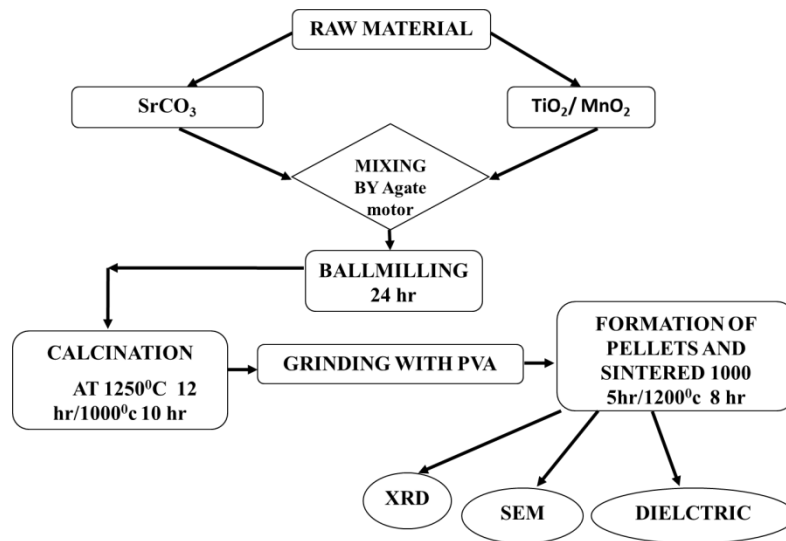 RAW MATERIAL
SrCO₃
TiO₂/ MnO₂
MIXING
BY Agate
motor
BALLMILLING
24 hr
CALCINATION
AT 1250⁰C 12
hr/1000⁰c 10 hr
GRINDING WITH PVA
FORMATION OF
PELLETS AND
SINTERED 1000
5hr/1200⁰c 8 hr
XRD
SEM
DIELCTRIC